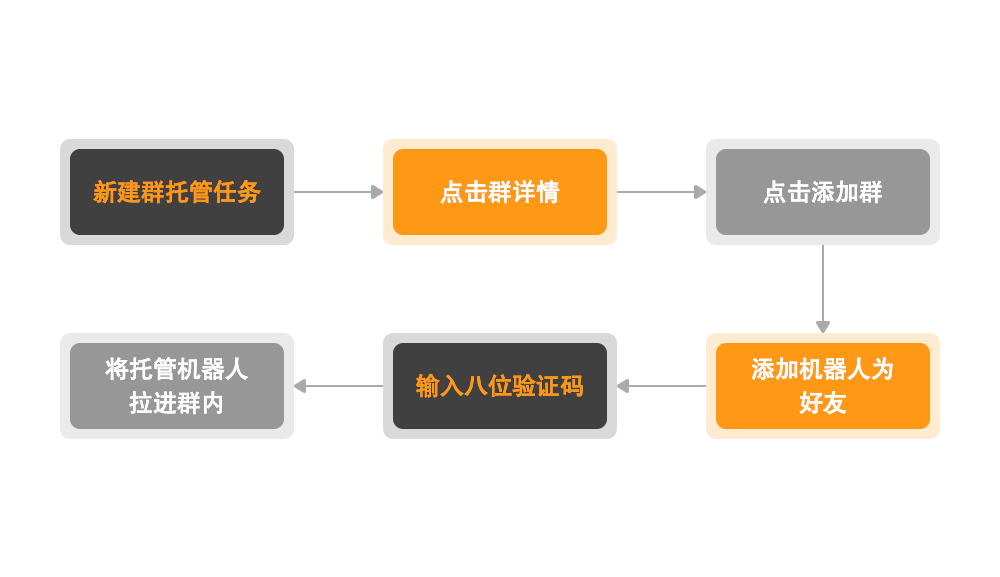 新建群托管任务
点击群详情
点击添加群
添加机器人为
好友
输入八位验证码
将托管机器人
拉进群内